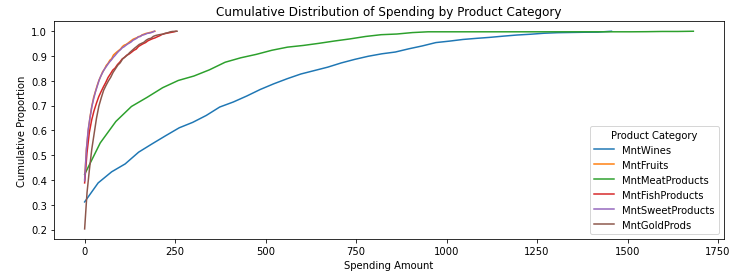 Cumulative Distribution of Spending by Product Category
Cumulative Proportion
1.0
0.9
0.8
0.7
0.6
0.5
0.4
0.3
0.2
Product Category
MntWines
MntFruits
MntMeatProducts
MntFishProducts
MntSweetProducts
MntGoldProds
0 250 500 750 1000 1250 1500 1750
Spending Amount